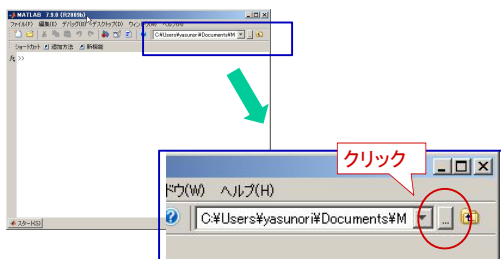 MATLAB 7.9.0 (R2009b)
ファイル(F) 編集(E) デバッグ(B) デスクトップ(D) ウィンドウ(W) ヘルプ(H)
C:¥Users¥yasunori¥Documents¥M
ショートカット 追加方法 新機能
fx >>
クリック
ドウ(W) ヘルプ(H)
C:¥Users¥yasunori¥Documents¥M ...
スタート(S)